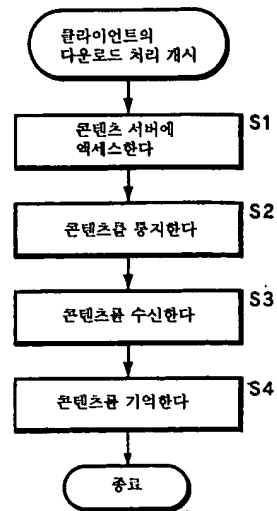 클라이언트의
다운로드 처리 개시
콘텐츠 서버에
액세스한다
S1
콘텐츠를 통지한다
S2
콘텐츠를 수신한다
S3
콘텐츠를 기억한다
S4
종료